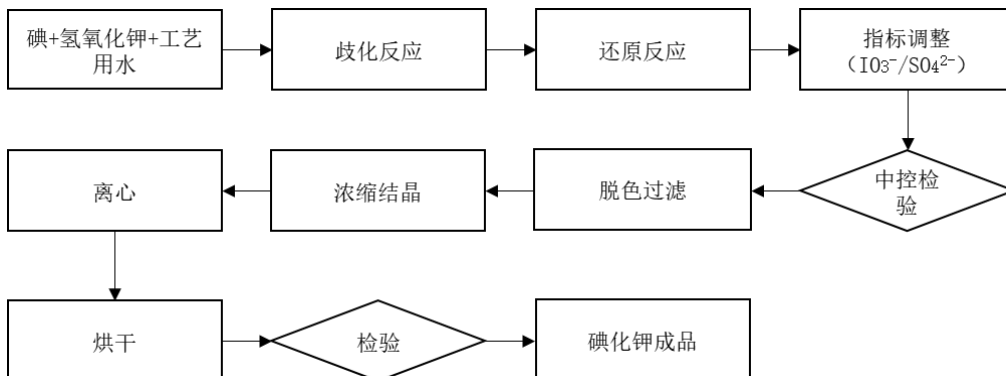 碘+氢氧化钾+工艺
用水
歧化反应
还原反应
指标调整
（IO₃⁻/SO4²⁻）
中控检
验
脱色过滤
浓缩结晶
离心
烘干
检验
碘化钾成品